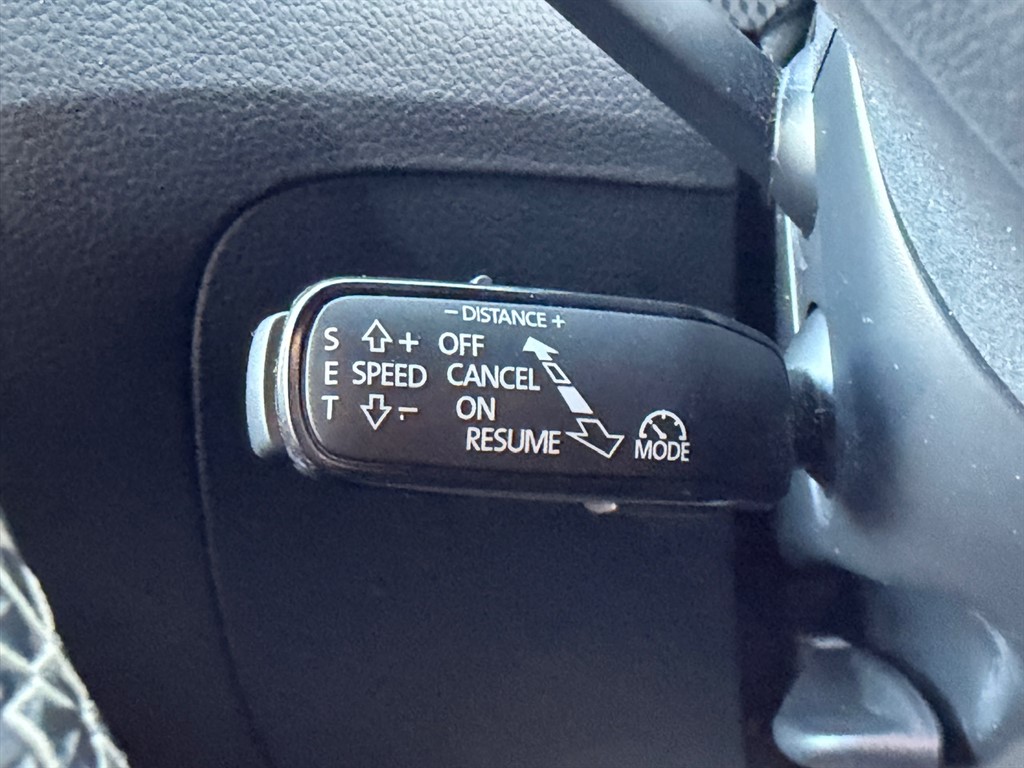 - DISTANCE +
S + OFF
E SPEED CANCEL
T - ON
RESUME
MODE